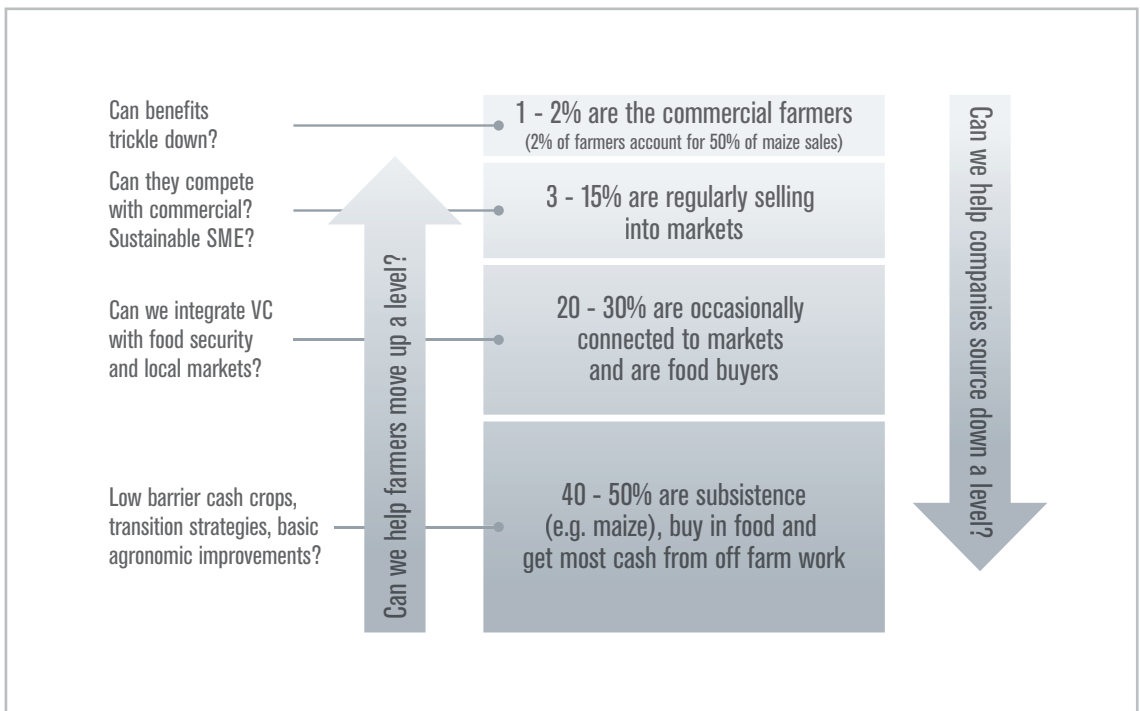 Can benefits
trickle down?
1 - 2% are the commercial farmers
(2% of farmers account for 50% of maize sales)
Can they compete
with commercial?
Sustainable SME?
3 - 15% are regularly selling
into markets
Can we integrate VC
with food security
and local markets?
20 - 30% are occasionally
connected to markets
and are food buyers
Low barrier cash crops,
transition strategies, basic
agronomic improvements?
40 - 50% are subsistence
(e.g. maize), buy in food and
get most cash from off farm work
Can we help farmers move up a level?
Can we help companies source down a level?